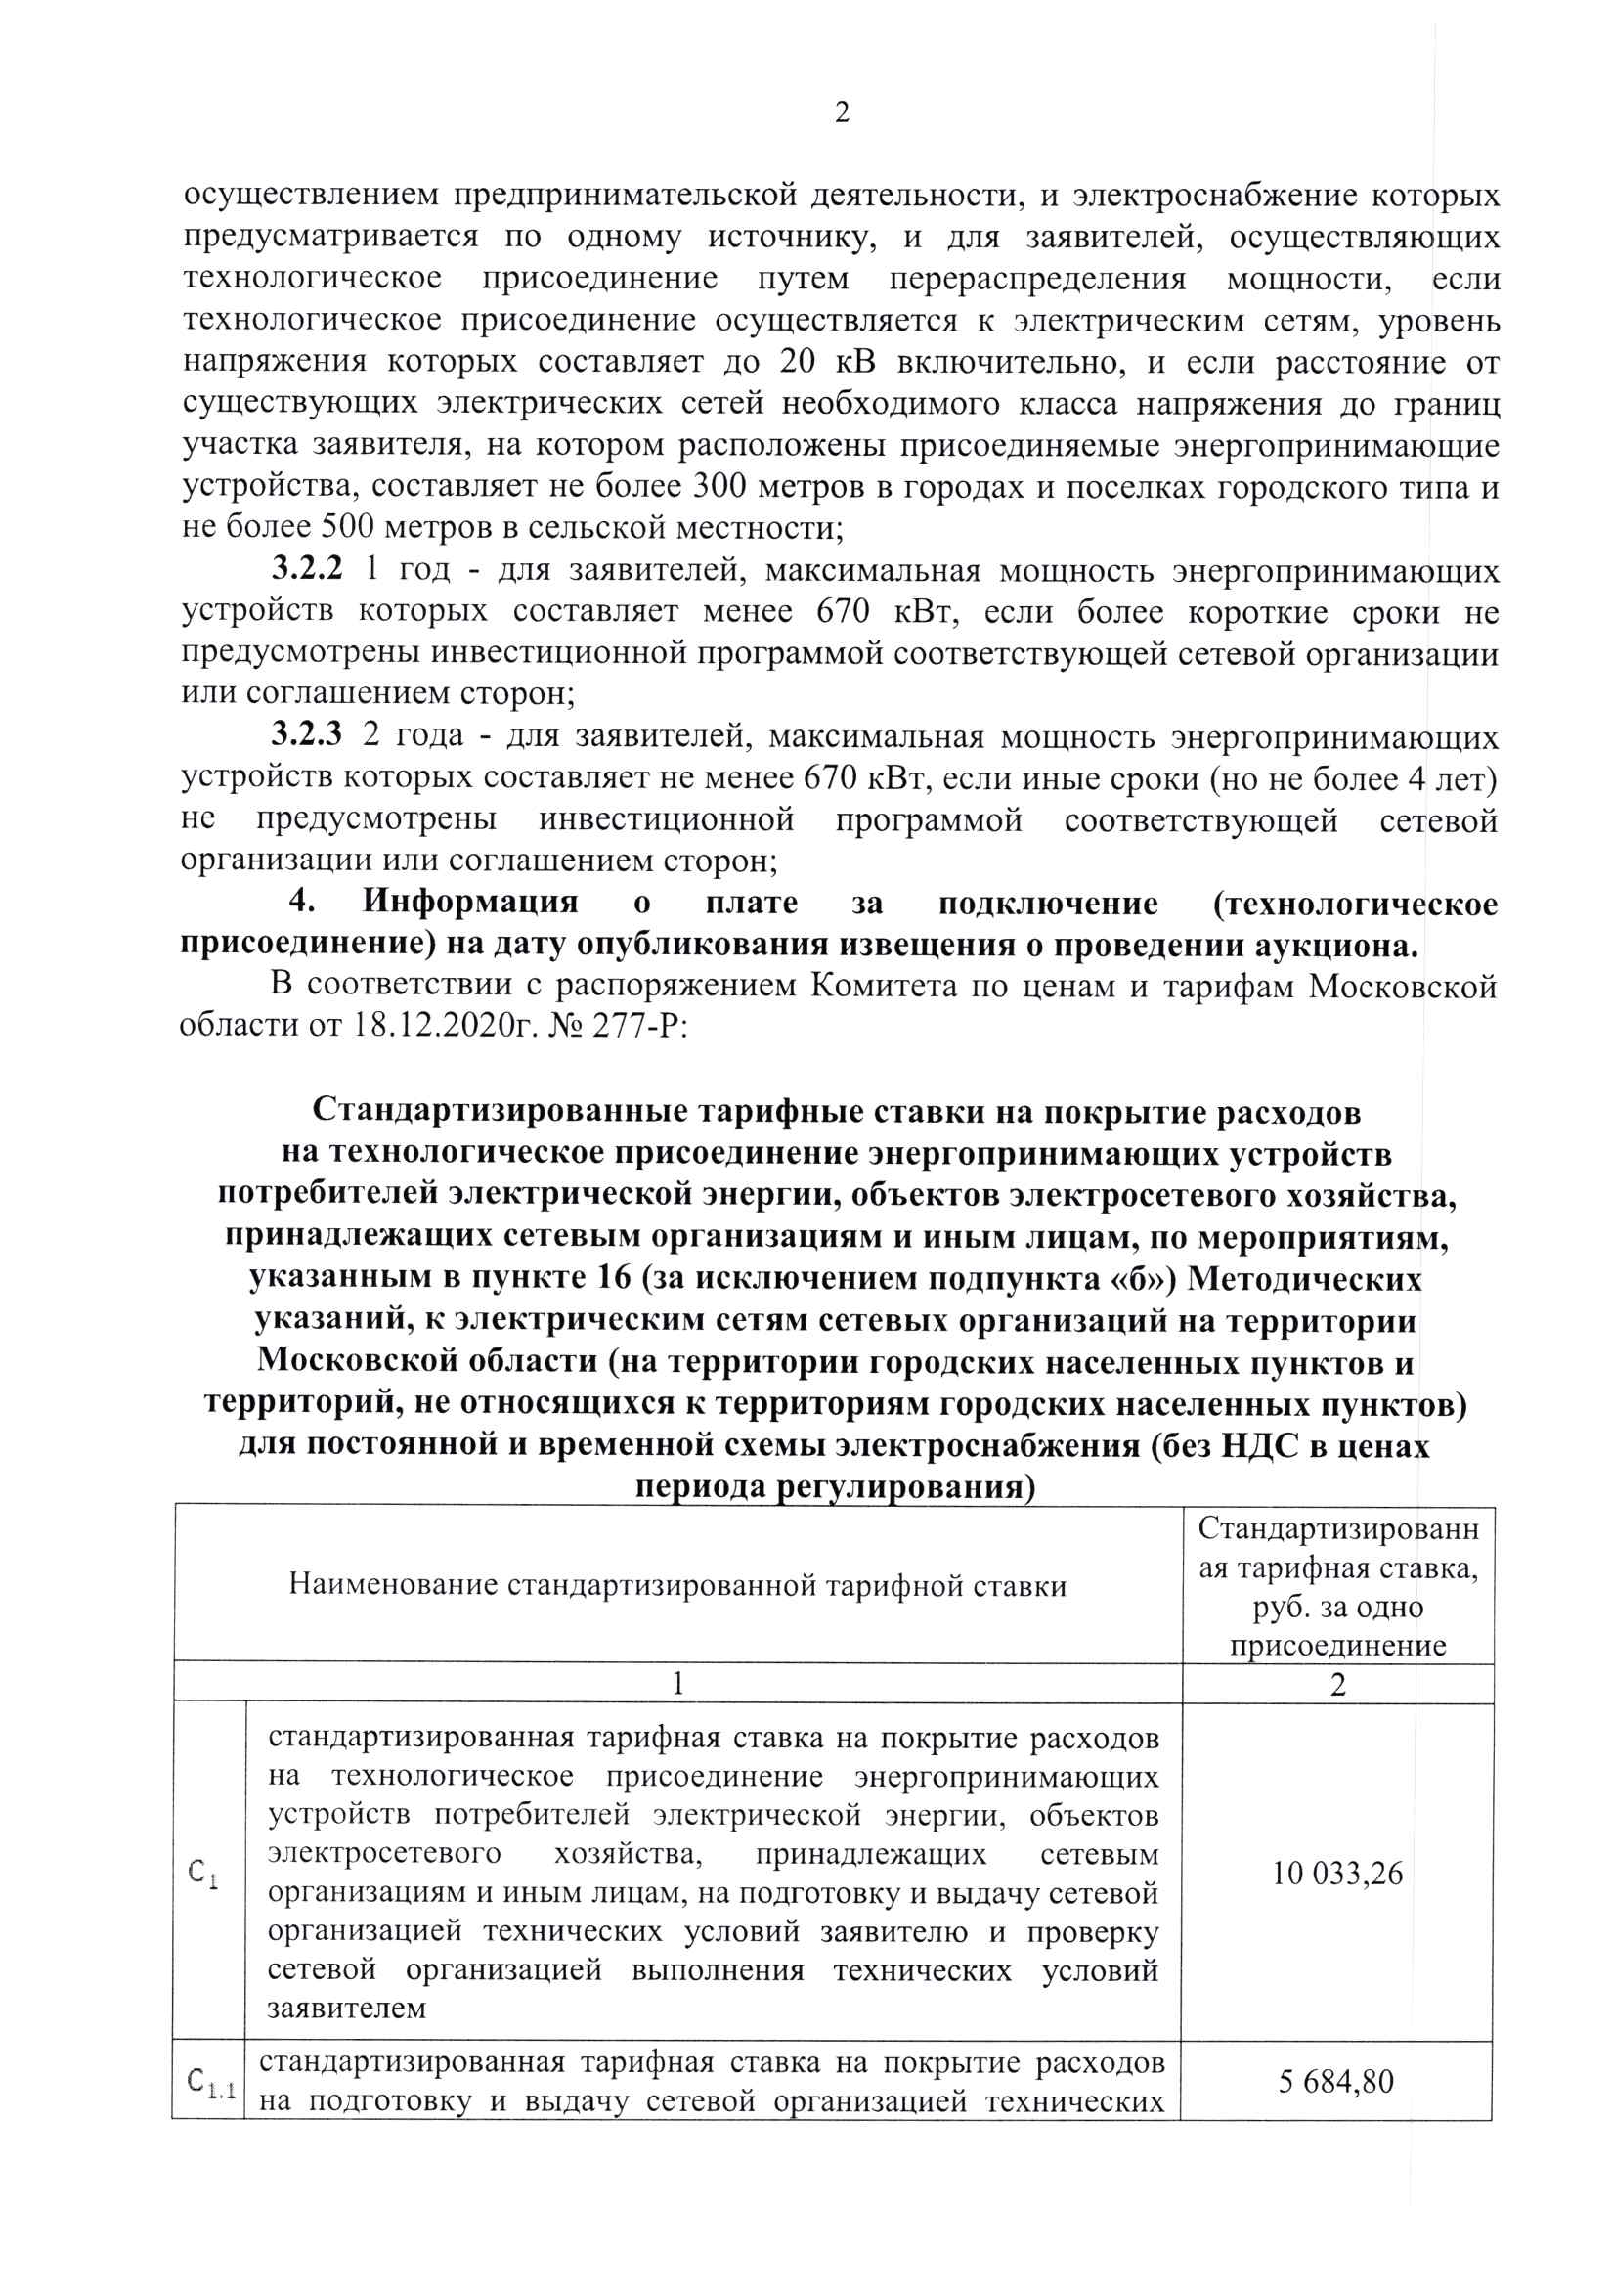 2
осуществлением предпринимательской деятельности, и электроснабжение которых
предусматривается по одному источнику, и для заявителей, осуществляющих
технологическое присоединение путем перераспределения мощности, если
технологическое присоединение осуществляется к электрическим сетям, уровень
напряжения которых составляет до 20 кВ включительно, и если расстояние от
существующих электрических сетей необходимого класса напряжения до границ
участка заявителя, на котором расположены присоединяемые энергопринимающие
устройства, составляет не более 300 метров в городах и поселках городского типа и
не более 500 метров в сельской местности;
3.2.2 1 год - для заявителей, максимальная мощность энергопринимающих
устройств которых составляет менее 670 кВт, если более короткие сроки не
предусмотрены инвестиционной программой соответствующей сетевой организации
или соглашением сторон;
3.2.3 2 года - для заявителей, максимальная мощность энергопринимающих
устройств которых составляет не менее 670 кВт, если иные сроки (но не более 4 лет)
не предусмотрены инвестиционной программой соответствующей сетевой
организации или соглашением сторон;
4. Информация о плате за подключение (технологическое
присоединение) на дату опубликования извещения о проведении аукциона.
В соответствии с распоряжением Комитета по ценам и тарифам Московской
области от 18.12.2020г. № 277-Р:
Стандартизированные тарифные ставки на покрытие расходов
на технологическое присоединение энергопринимающих устройств
потребителей электрической энергии, объектов электросетевого хозяйства,
принадлежащих сетевым организациям и иным лицам, по мероприятиям,
указанным в пункте 16 (за исключением подпункта «б») Методических
указаний, к электрическим сетям сетевых организаций на территории
Московской области (на территории городских населенных пунктов и
территорий, не относящихся к территориям городских населенных пунктов)
для постоянной и временной схемы электроснабжения (без НДС в ценах
периода регулирования)
Наименование стандартизированной тарифной ставки
Стандартизированн
ая тарифная ставка,
руб. за одно
присоединение
1
2
С1
стандартизированная тарифная ставка на покрытие расходов
на технологическое присоединение энергопринимающих
устройств потребителей электрической энергии, объектов
электросетевого хозяйства, принадлежащих сетевым
организациям и иным лицам, на подготовку и выдачу сетевой
организацией технических условий заявителю и проверку
сетевой организацией выполнения технических условий
заявителем
10 033,26
С1.1
стандартизированная тарифная ставка на покрытие расходов
на подготовку и выдачу сетевой организацией технических
5 684,80